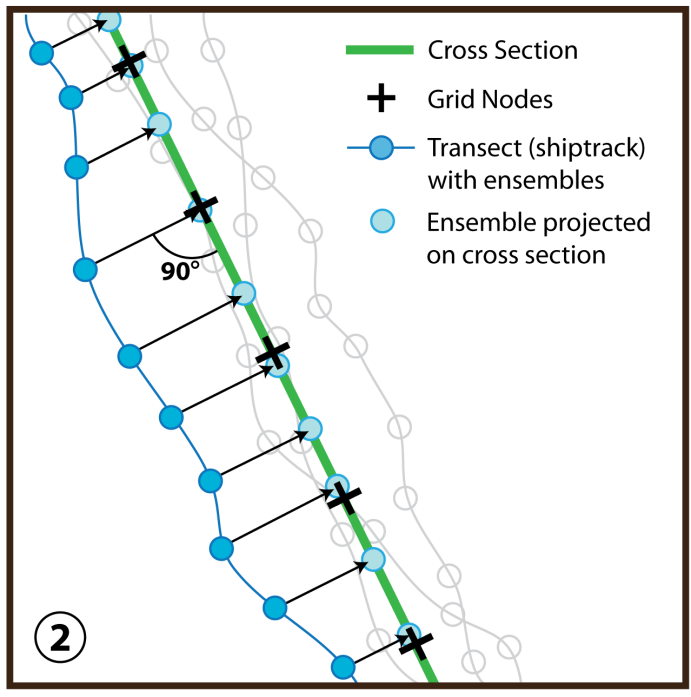 Cross Section
Grid Nodes
Transect (shiptrack)
with ensembles
Ensemble projected
on cross section
90°
2